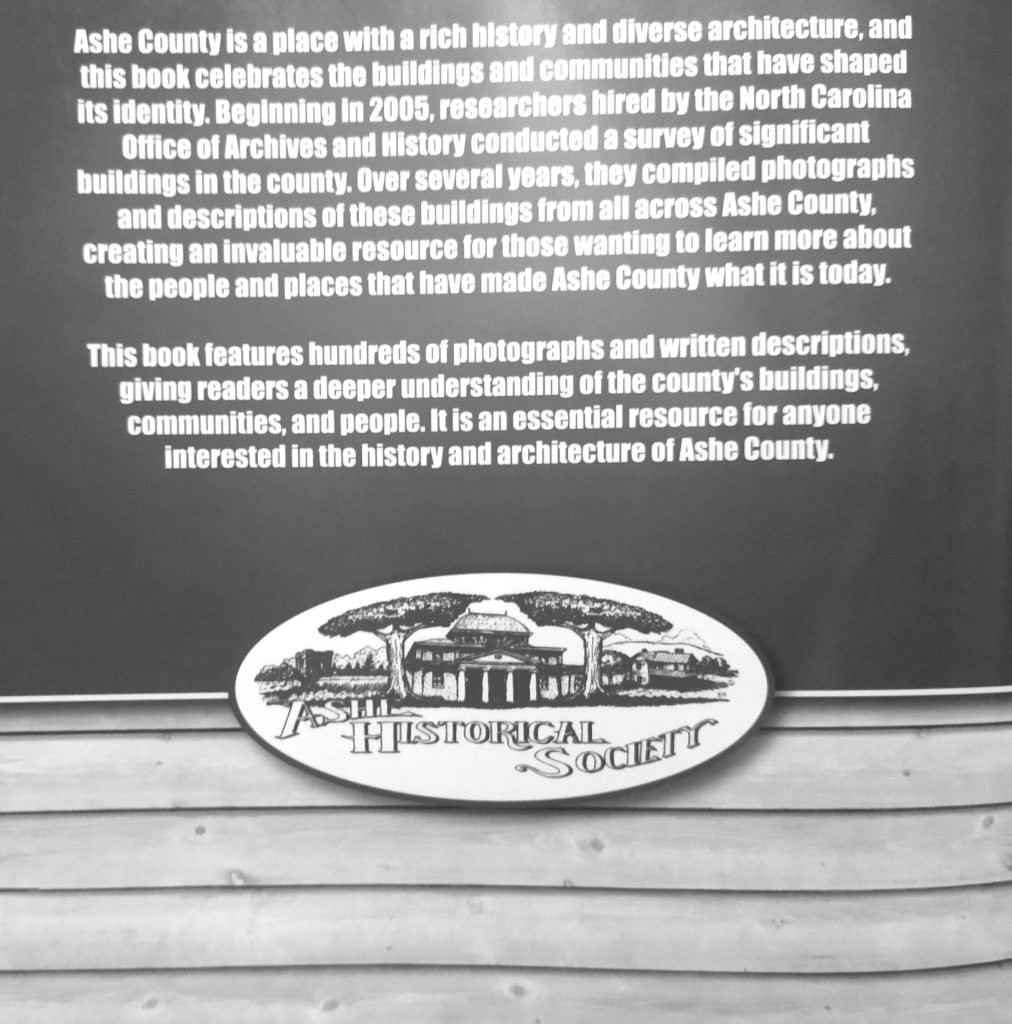 Ashe County is a place with a rich history and diverse architecture, and
this book celebrates the buildings and communities that have shaped
its identity. Beginning in 2005, researchers hired by the North Carolina
Office of Archives and History conducted a survey of significant
buildings in the county. Over several years, they compiled photographs
and descriptions of these buildings from all across Ashe County,
creating an invaluable resource for those wanting to learn more about
the people and places that have made Ashe County what it is today.
This book features hundreds of photographs and written descriptions,
giving readers a deeper understanding of the county's buildings,
communities, and people. It is an essential resource for anyone
interested in the history and architecture of Ashe County.
ASHE
HISTORICAL
SOCIETY